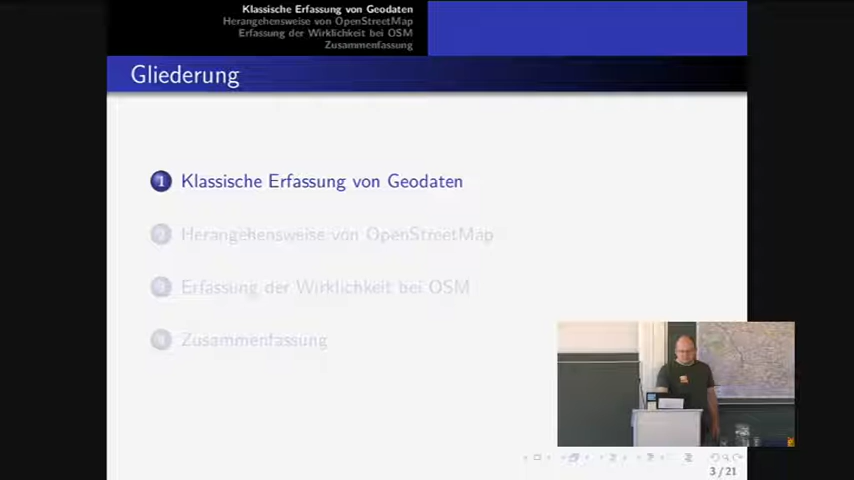 Klassische Erfassung von Geodaten
Herangehensweise von OpenStreetMap
Erfassung der Wirklichkeit bei OSM
Zusammenfassung
Gliederung
1 Klassische Erfassung von Geodaten
2 Herangehensweise von OpenStreetMap
3 Erfassung der Wirklichkeit bei OSM
4 Zusammenfassung
3 / 21